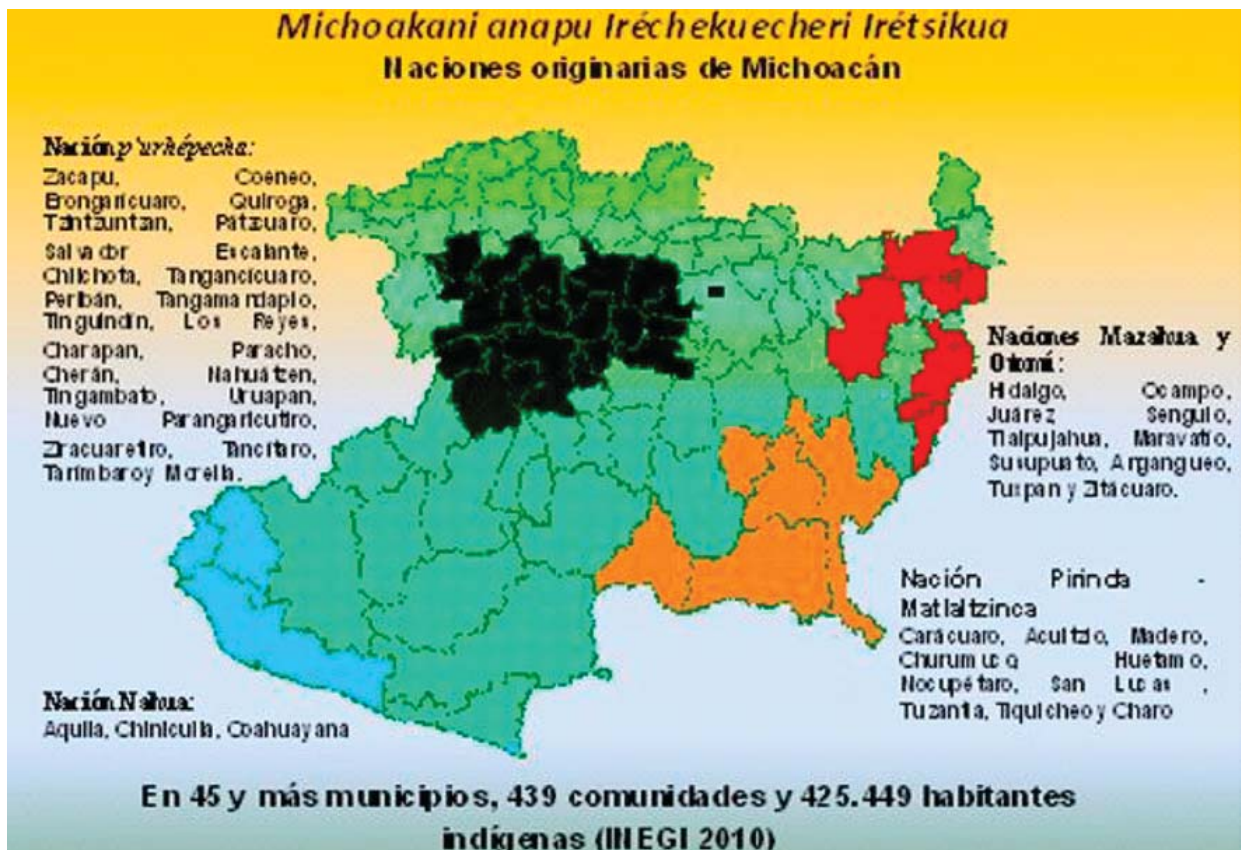 Michoakani anapu Iréchekuecheri Irétsikua
Naciones originarias de Michoacán
Nación p'urhépecha:
Zacapu, Coeneo,
Erongarícuaro, Quiroga,
Tzintzuntzan, Pátzcuaro,
Salvador Escalante,
Chilchota, Tangancícuaro,
Peribán, Tangamandapio,
Tinguindín, Los Reyes,
Charapan, Paracho,
Cherán, Nahuátzen,
Tingambato, Uruapan,
Nuevo Parangaricutiro,
Ziracuaretiro, Tancítaro,
Tarímbaro y Morelia.
Naciones Mazahua y
Otomí:
Hidalgo, Ocampo,
Juárez Senguio,
Tlalpujahua, Maravatío,
Susupuato, Angangueo,
Tuxpan y Zitácuaro.
Nación Pirinda -
Matlaltzinca
Carácuaro, Acuitzio, Madero,
Churumuco Huetamo,
Nocupétaro, San Lucas ,
Tuzantla, Tiquicheo y Charo
Nación Nahua:
Aquila, Chinicuila, Coahuayana
En 45 y más municipios, 439 comunidades y 425.449 habitantes
indígenas (INEGI 2010)